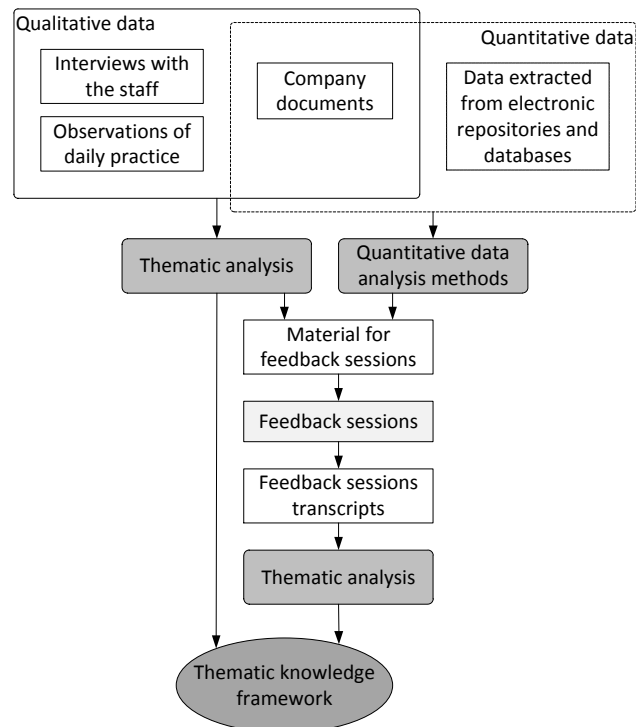 Qualitative data
Quantitative data
Interviews with
the staff
Observations of
daily practice
Company
documents
Data extracted
from electronic
repositories and
databases
Thematic analysis
Quantitative data
analysis methods
Material for
feedback sessions
Feedback sessions
Feedback sessions
transcripts
Thematic analysis
Thematic knowledge
framework